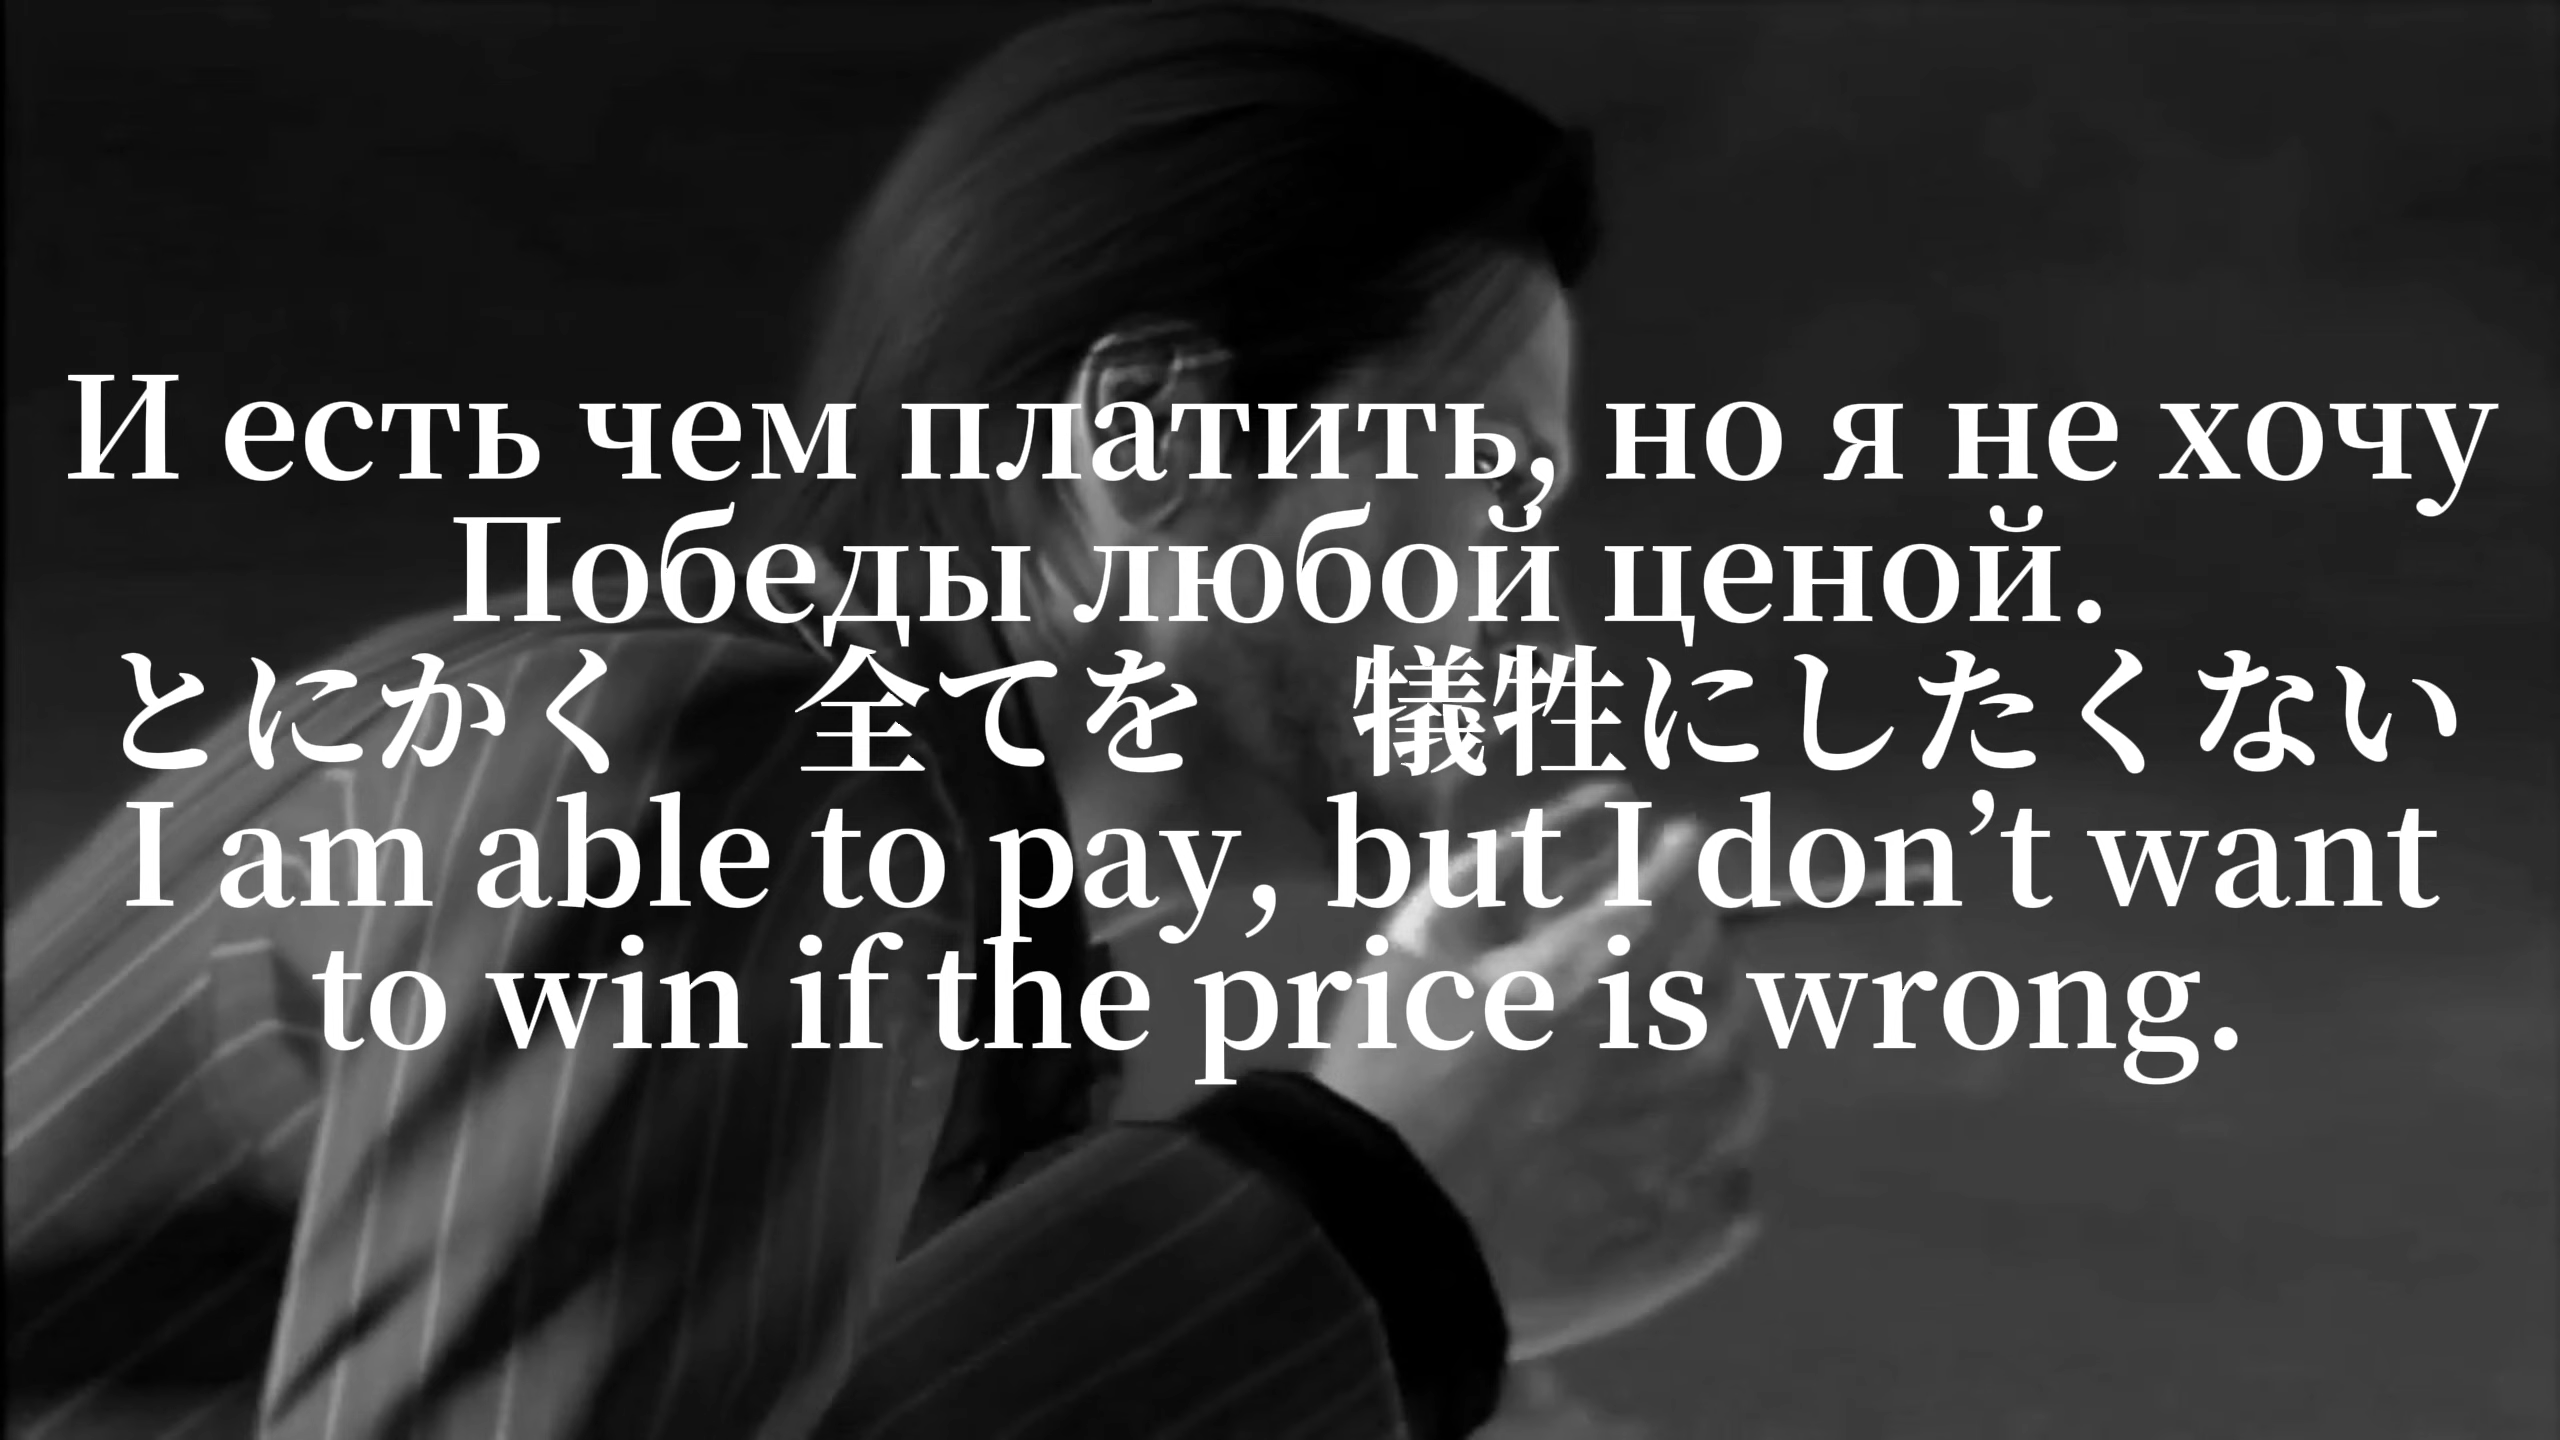 И есть чем платить, но я не хочу
Победы любой ценой.
とにかく　全てを　犠牲にしたくない
I am able to pay, but I don’t want
to win if the price is wrong.